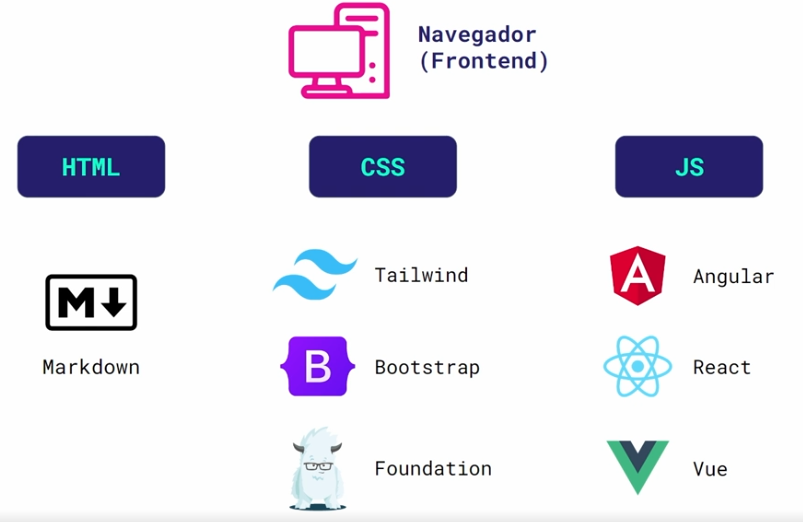 Navegador
(Frontend)
HTML
CSS
JS
M
Markdown
Tailwind
B
Bootstrap
Foundation
A
Angular
React
Vue